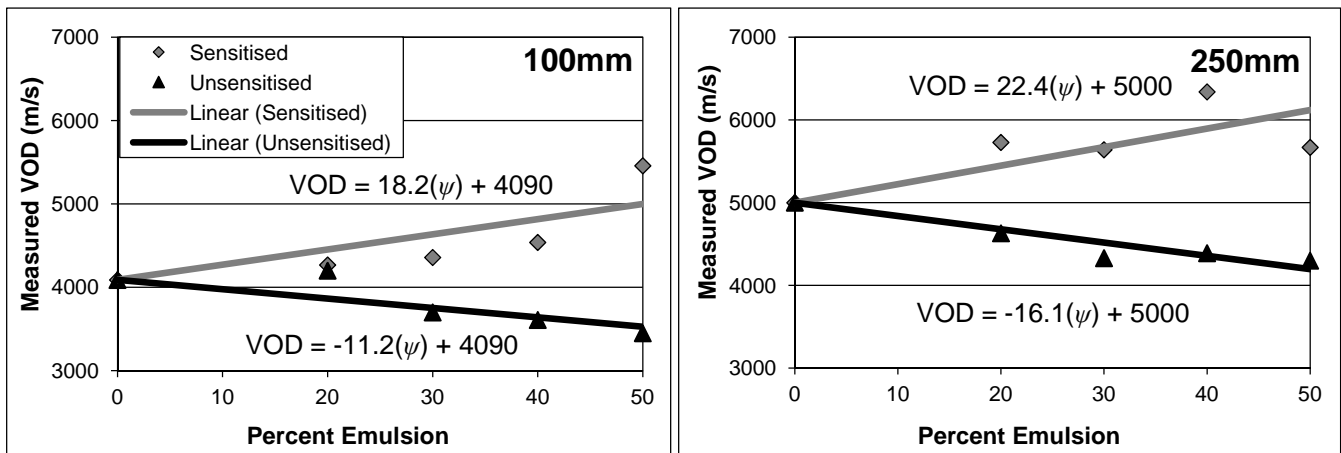 7000
6000
5000
4000
3000
Measured VOD (m/s)
Sensitised
Unsensitised
Linear (Sensitised)
Linear (Unsensitised)
100mm
VOD = 18.2(ψ) + 4090
VOD = -11.2(ψ) + 4090
0 10 20 30 40 50
Percent Emulsion
7000
6000
5000
4000
3000
Measured VOD (m/s)
250mm
VOD = 22.4(ψ) + 5000
VOD = -16.1(ψ) + 5000
0 10 20 30 40 50
Percent Emulsion